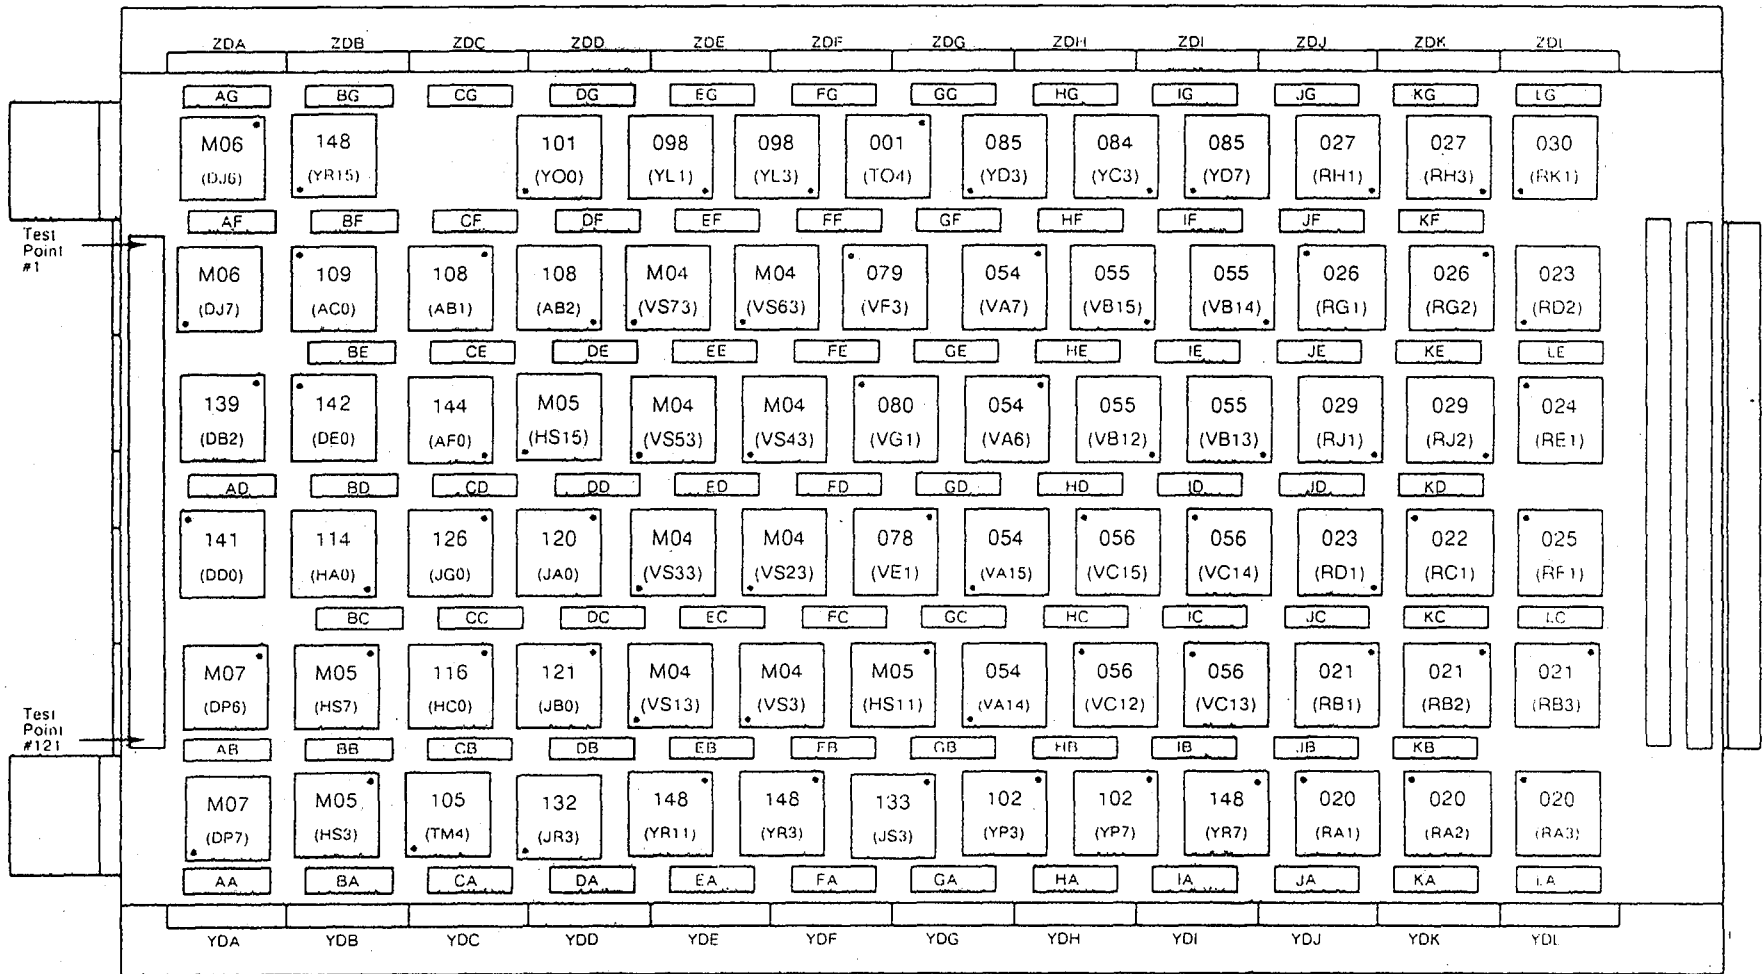 ZDA ZDB ZDC ZDD ZDE ZDF ZDG ZDH ZDI ZDJ ZDK ZDL
AG BG CG DG EG FG GG HG IG JG KG LG
M06 148 101 098 098 001 085 084 085 027 027 030
(DJ6) (YR15) (YO0) (YL1) (YL3) (TO4) (YD3) (YC3) (YD7) (RH1) (RH3) (RK1)
AF BF CF DF EF FF GF HF IF JF KF
Test
Point
#1
M06 109 108 108 M04 M04 079 054 055 055 026 026 023
(DJ7) (AC0) (AB1) (AB2) (VS73) (VS63) (VF3) (VA7) (VB15) (VB14) (RG1) (RG2) (RD2)
BE CE DE EE FE GE HE IE JE KE LE
139 142 144 M05 M04 M04 080 054 055 055 029 029 024
(DB2) (DE0) (AF0) (HS15) (VS53) (VS43) (VG1) (VA6) (VB12) (VB13) (RJ1) (RJ2) (RE1)
AD BD CD DD ED FD GD HD ID JD KD
141 114 126 120 M04 M04 078 054 056 056 023 022 025
(DD0) (HA0) (JG0) (JA0) (VS33) (VS23) (VE1) (VA15) (VC15) (VC14) (RD1) (RC1) (RF1)
BC CC DC EC FC GC HC IC JC KC LC
M07 M05 116 121 M04 M04 M05 054 056 056 021 021 021
(DP6) (HS7) (HC0) (JB0) (VS13) (VS3) (HS11) (VA14) (VC12) (VC13) (RB1) (RB2) (RB3)
Test
Point
#121
AB BB CB DB EB FB GB HB IB JB KB
M07 M05 105 132 148 148 133 102 102 148 020 020 020
(DP7) (HS3) (TM4) (JR3) (YR11) (YR3) (JS3) (YP3) (YP7) (YR7) (RA1) (RA2) (RA3)
AA BA CA DA EA FA GA HA IA JA KA LA
YDA YDB YDC YDD YDE YDF YDG YDH YDI YDJ YDK YDL